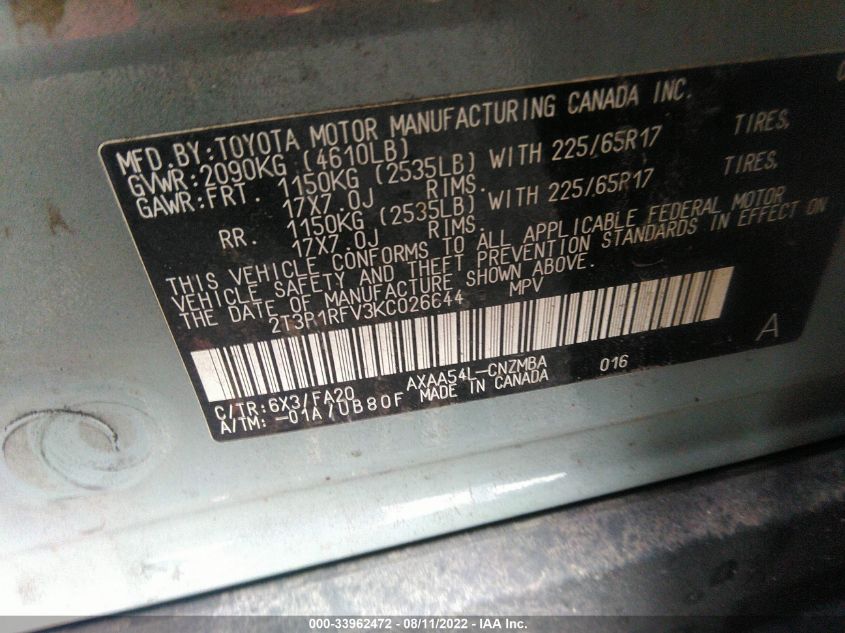 MFD.BY:TOYOTA MOTOR MANUFACTURING CANADA INC.
GVWR:2090KG (4610LB)
GAWR:FRT. 1150KG (2535LB) WITH 225/65R17 TIRES,
17X7.0J RIMS.
RR. 1150KG (2535LB) WITH 225/65R17 TIRES,
17X7.0J RIMS.
THIS VEHICLE CONFORMS TO ALL APPLICABLE FEDERAL MOTOR
VEHICLE SAFETY AND THEFT PREVENTION STANDARDS IN EFFECT ON
THE DATE OF MANUFACTURE SHOWN ABOVE.
2T3P1RFV3KC026644 MPV
A
C/TR:6X3/FA20 AXAA54L-CNZMBA 016
A/TM: -01A/UB80F MADE IN CANADA
000-33962472 - 08/11/2022 - IAA Inc.